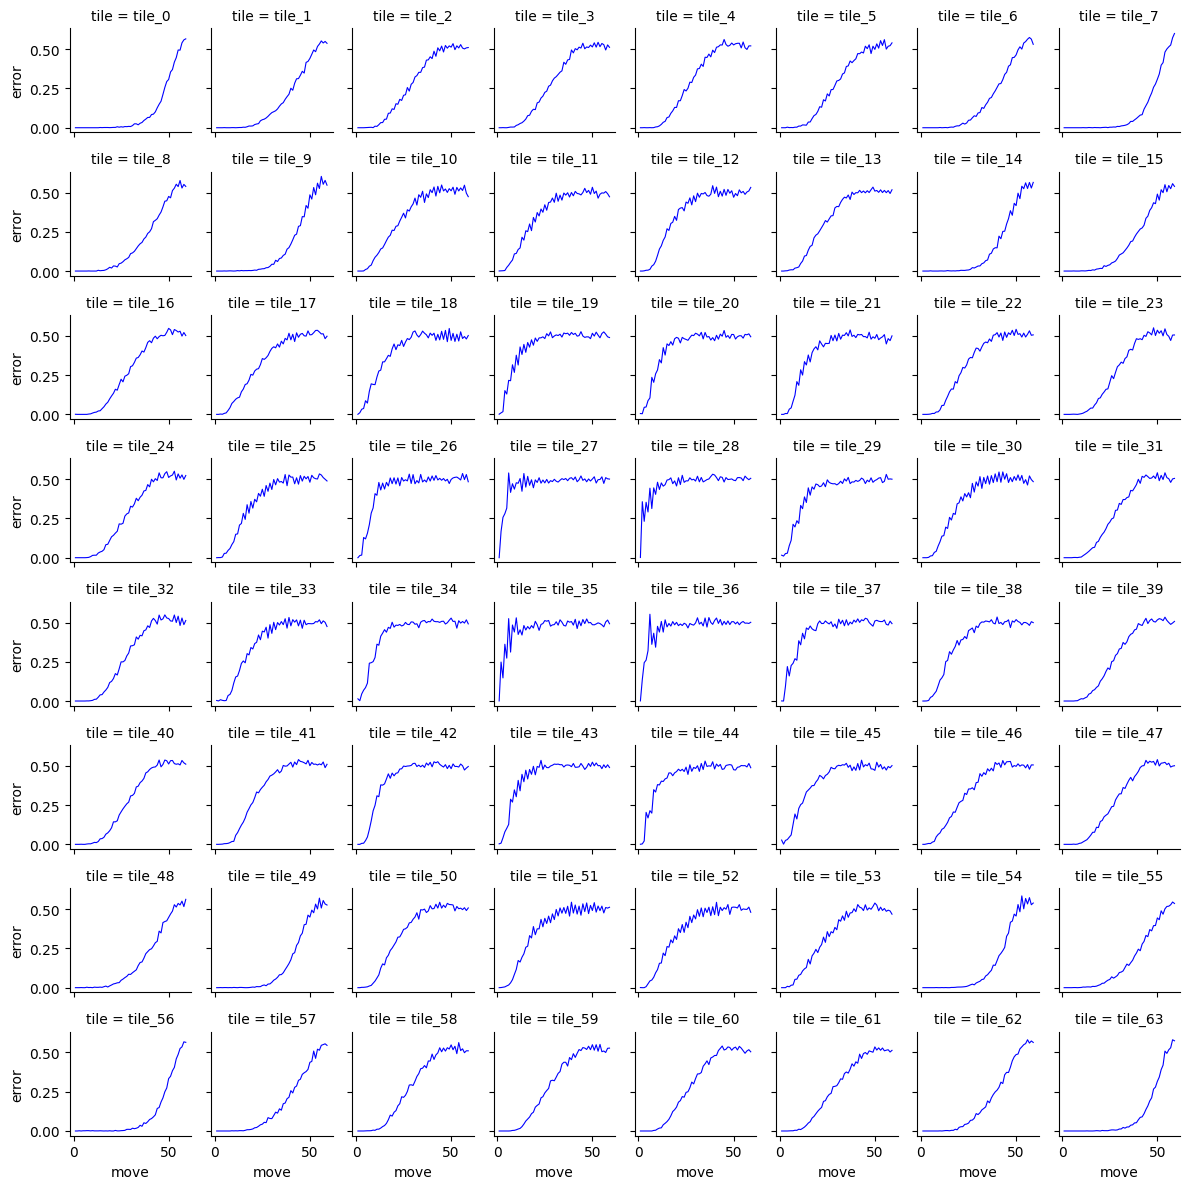 tile = tile_0 tile = tile_1 tile = tile_2 tile = tile_3 tile = tile_4 tile = tile_5 tile = tile_6 tile = tile_7
0.50
error
0.25
0.00
tile = tile_8 tile = tile_9 tile = tile_10 tile = tile_11 tile = tile_12 tile = tile_13 tile = tile_14 tile = tile_15
0.50
error
0.25
0.00
tile = tile_16 tile = tile_17 tile = tile_18 tile = tile_19 tile = tile_20 tile = tile_21 tile = tile_22 tile = tile_23
0.50
error
0.25
0.00
tile = tile_24 tile = tile_25 tile = tile_26 tile = tile_27 tile = tile_28 tile = tile_29 tile = tile_30 tile = tile_31
0.50
error
0.25
0.00
tile = tile_32 tile = tile_33 tile = tile_34 tile = tile_35 tile = tile_36 tile = tile_37 tile = tile_38 tile = tile_39
0.50
error
0.25
0.00
tile = tile_40 tile = tile_41 tile = tile_42 tile = tile_43 tile = tile_44 tile = tile_45 tile = tile_46 tile = tile_47
0.50
error
0.25
0.00
tile = tile_48 tile = tile_49 tile = tile_50 tile = tile_51 tile = tile_52 tile = tile_53 tile = tile_54 tile = tile_55
0.50
error
0.25
0.00
tile = tile_56 tile = tile_57 tile = tile_58 tile = tile_59 tile = tile_60 tile = tile_61 tile = tile_62 tile = tile_63
0.50
error
0.25
0.00
0 50 0 50 0 50 0 50 0 50 0 50 0 50 0 50
move move move move move move move move